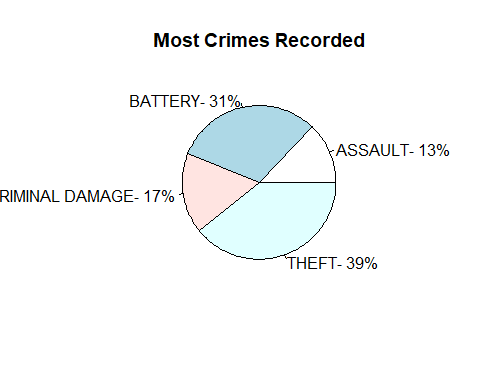 Most Crimes Recorded
BATTERY- 31%
ASSAULT- 13%
RIMINAL DAMAGE- 17%
THEFT- 39%